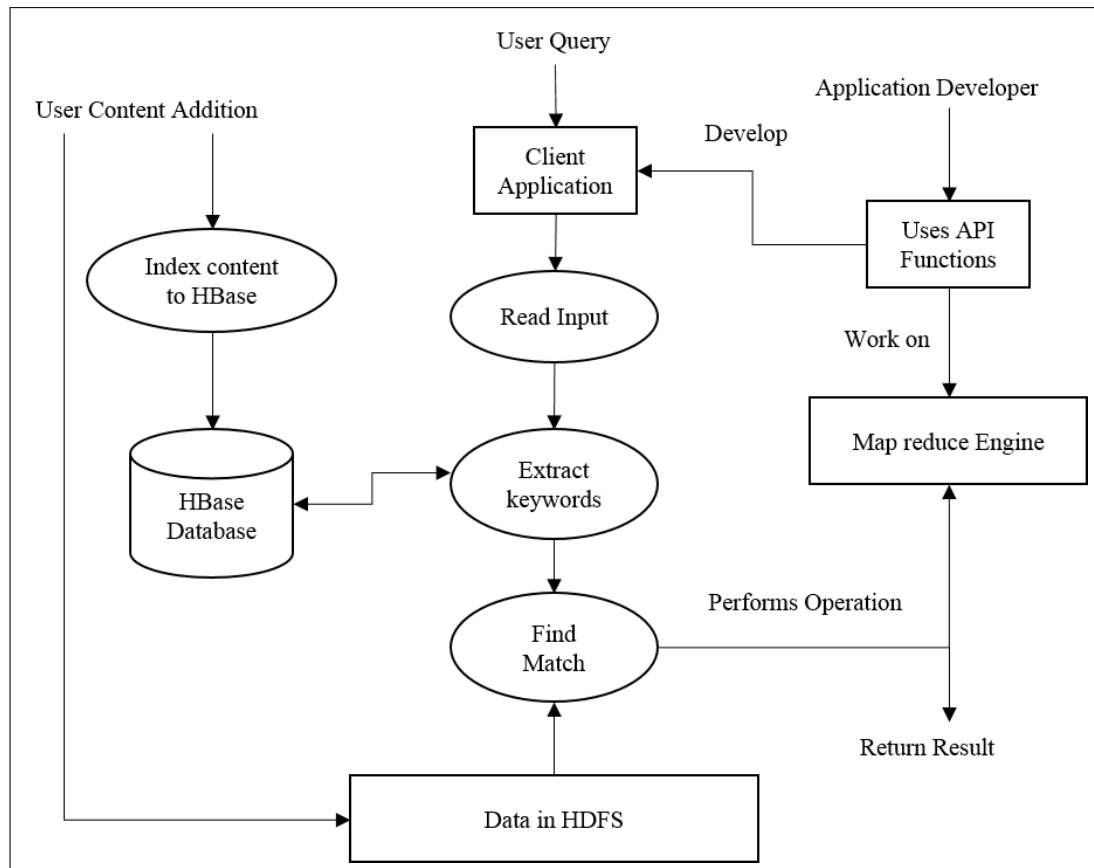 User Query
Application Developer
User Content Addition
Develop
Client
Application
Uses API
Functions
Index content
to HBase
Read Input
Work on
Map reduce Engine
Extract
keywords
HBase
Database
Performs Operation
Find
Match
Return Result
Data in HDFS